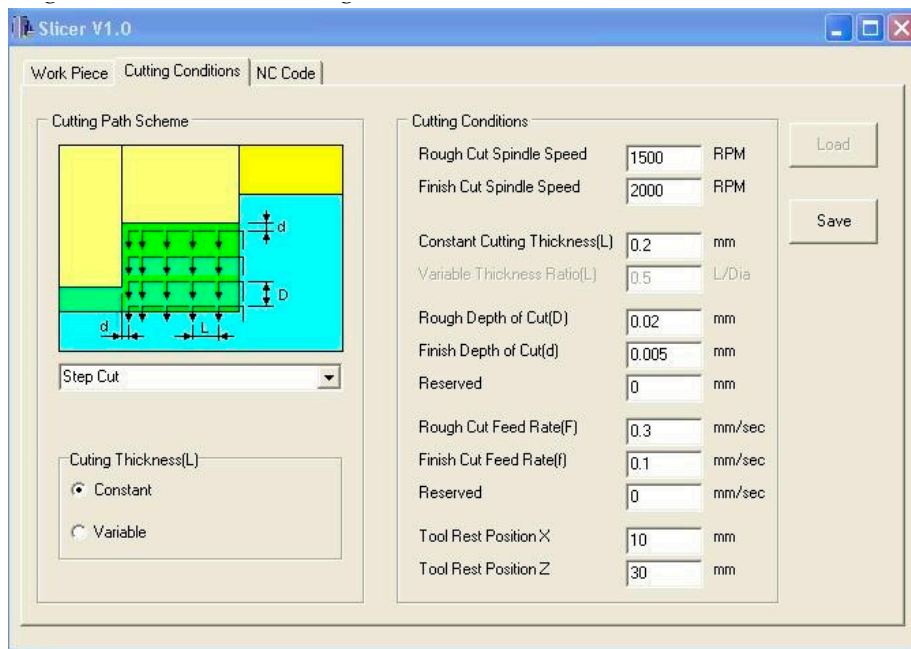 Slicer V1.0
Work Piece Cutting Conditions NC Code
Cutting Path Scheme
d
D
d L
Step Cut
Cuting Thickness(L)
Constant
Variable
Cutting Conditions
Rough Cut Spindle Speed 1500 RPM
Finish Cut Spindle Speed 2000 RPM
Constant Cutting Thickness(L) 0.2 mm
Variable Thickness Ratio(L) 0.5 L/Dia
Rough Depth of Cut(D) 0.02 mm
Finish Depth of Cut(d) 0.005 mm
Reserved 0 mm
Rough Cut Feed Rate(F) 0.3 mm/sec
Finish Cut Feed Rate(f) 0.1 mm/sec
Reserved 0 mm/sec
Tool Rest Position X 10 mm
Tool Rest Position Z 30 mm
Load
Save